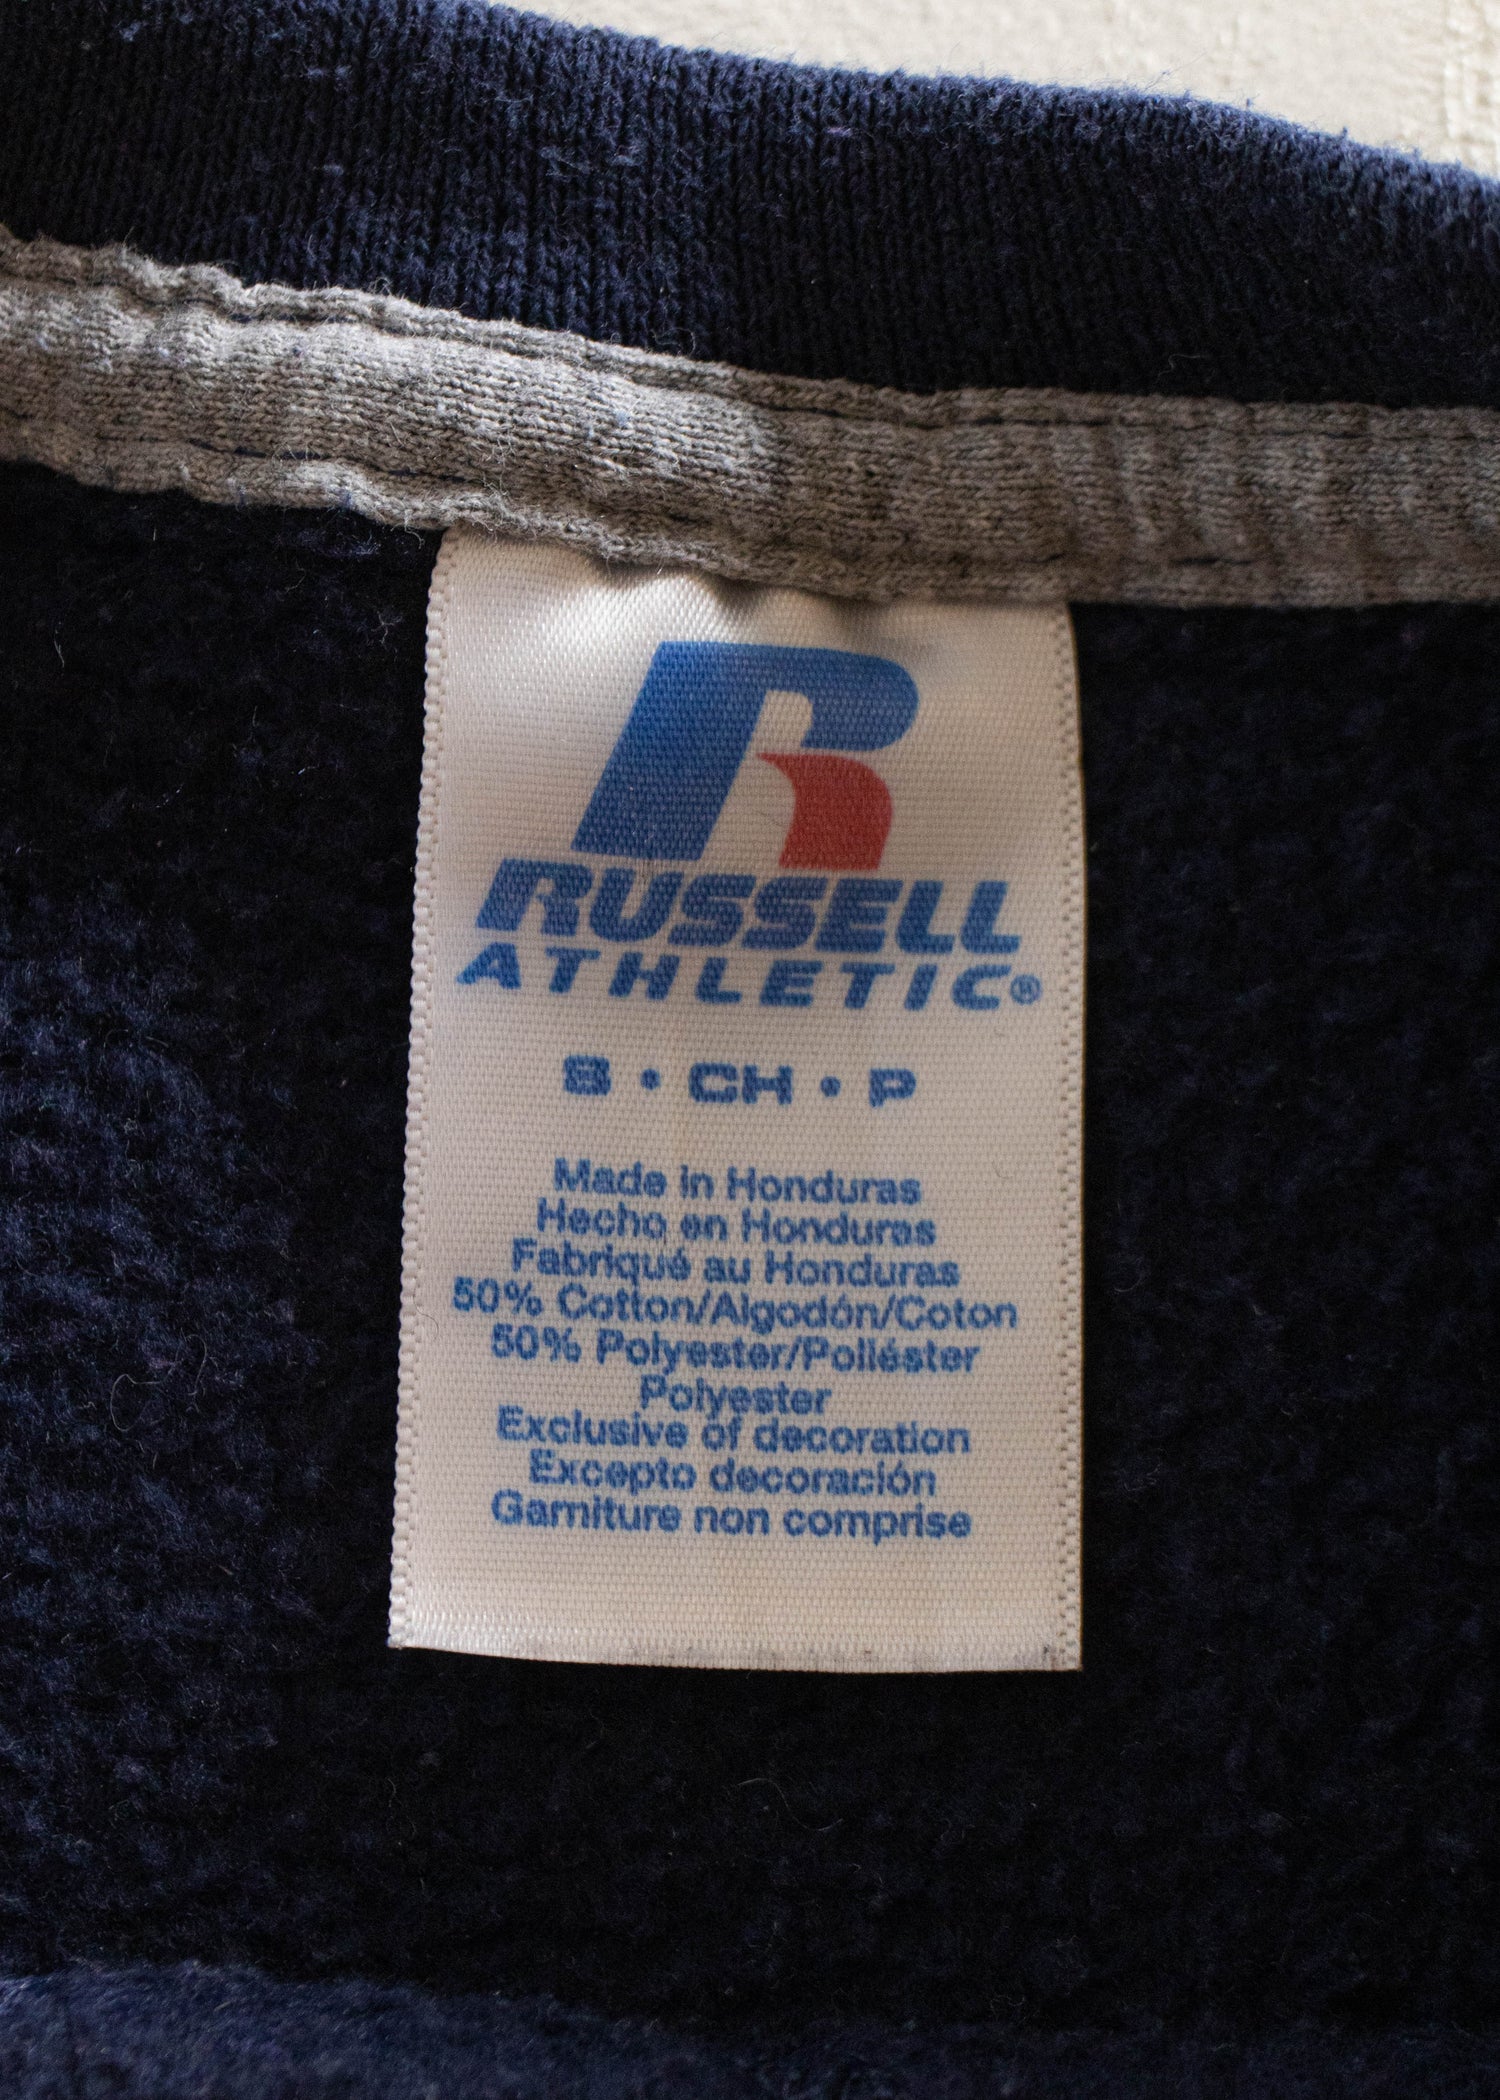 R
RUSSELL
ATHLETIC®
S • CH • P
Made in Honduras
Hecho en Honduras
Fabriqué au Honduras
50% Cotton/Algodón/Coton
50% Polyester/Poliéster
Polyester
Exclusive of decoration
Excepto decoración
Garniture non comprise